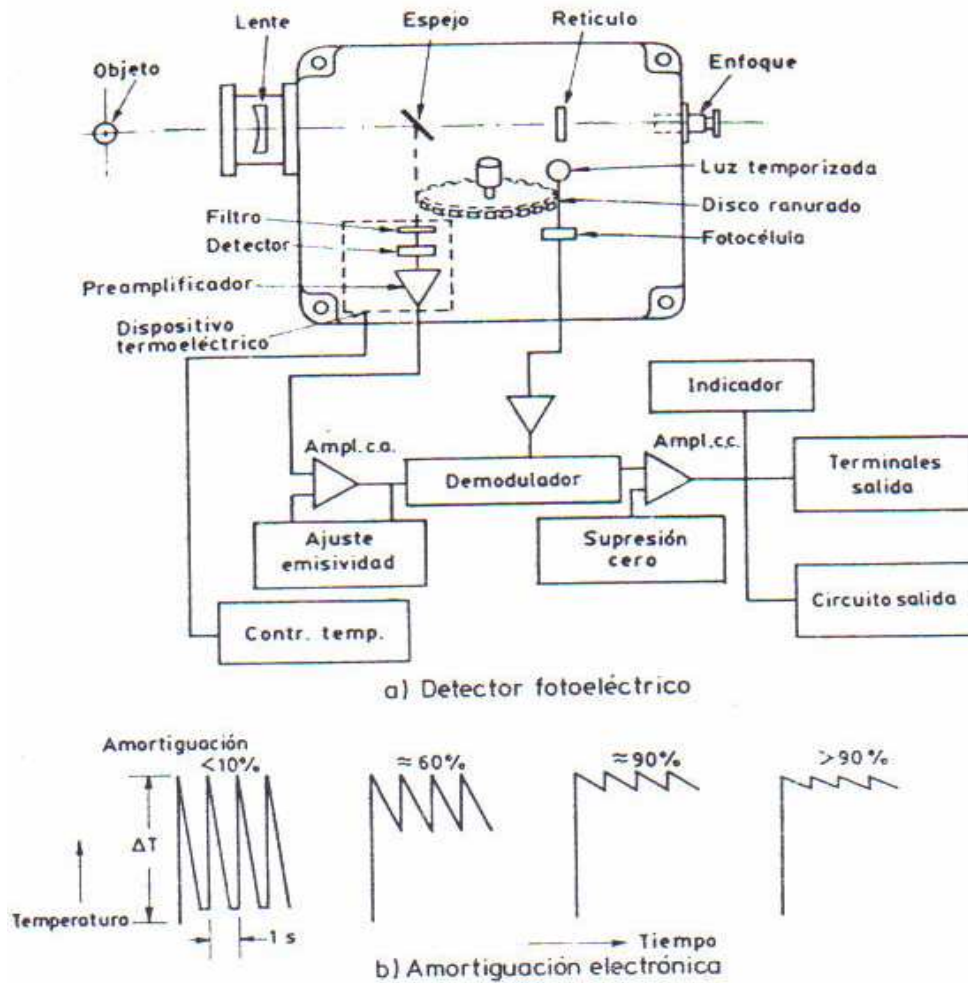 Objeto
Lente
Espejo
Retículo
Enfoque
Luz temporizada
Disco ranurado
Fotocélula
Filtro
Detector
Preamplificador
Dispositivo
termoeléctrico
Indicador
Ampl.c.a.
Demodulador
Ampl.c.c.
Terminales
salida
Ajuste
emisividad
Supresión
cero
Circuito salida
Contr. temp.
a) Detector fotoeléctrico
Amortiguación
<10%
≈60%
≈90%
>90%
ΔT
Temperatura
1 s
Tiempo
b) Amortiguación electrónica